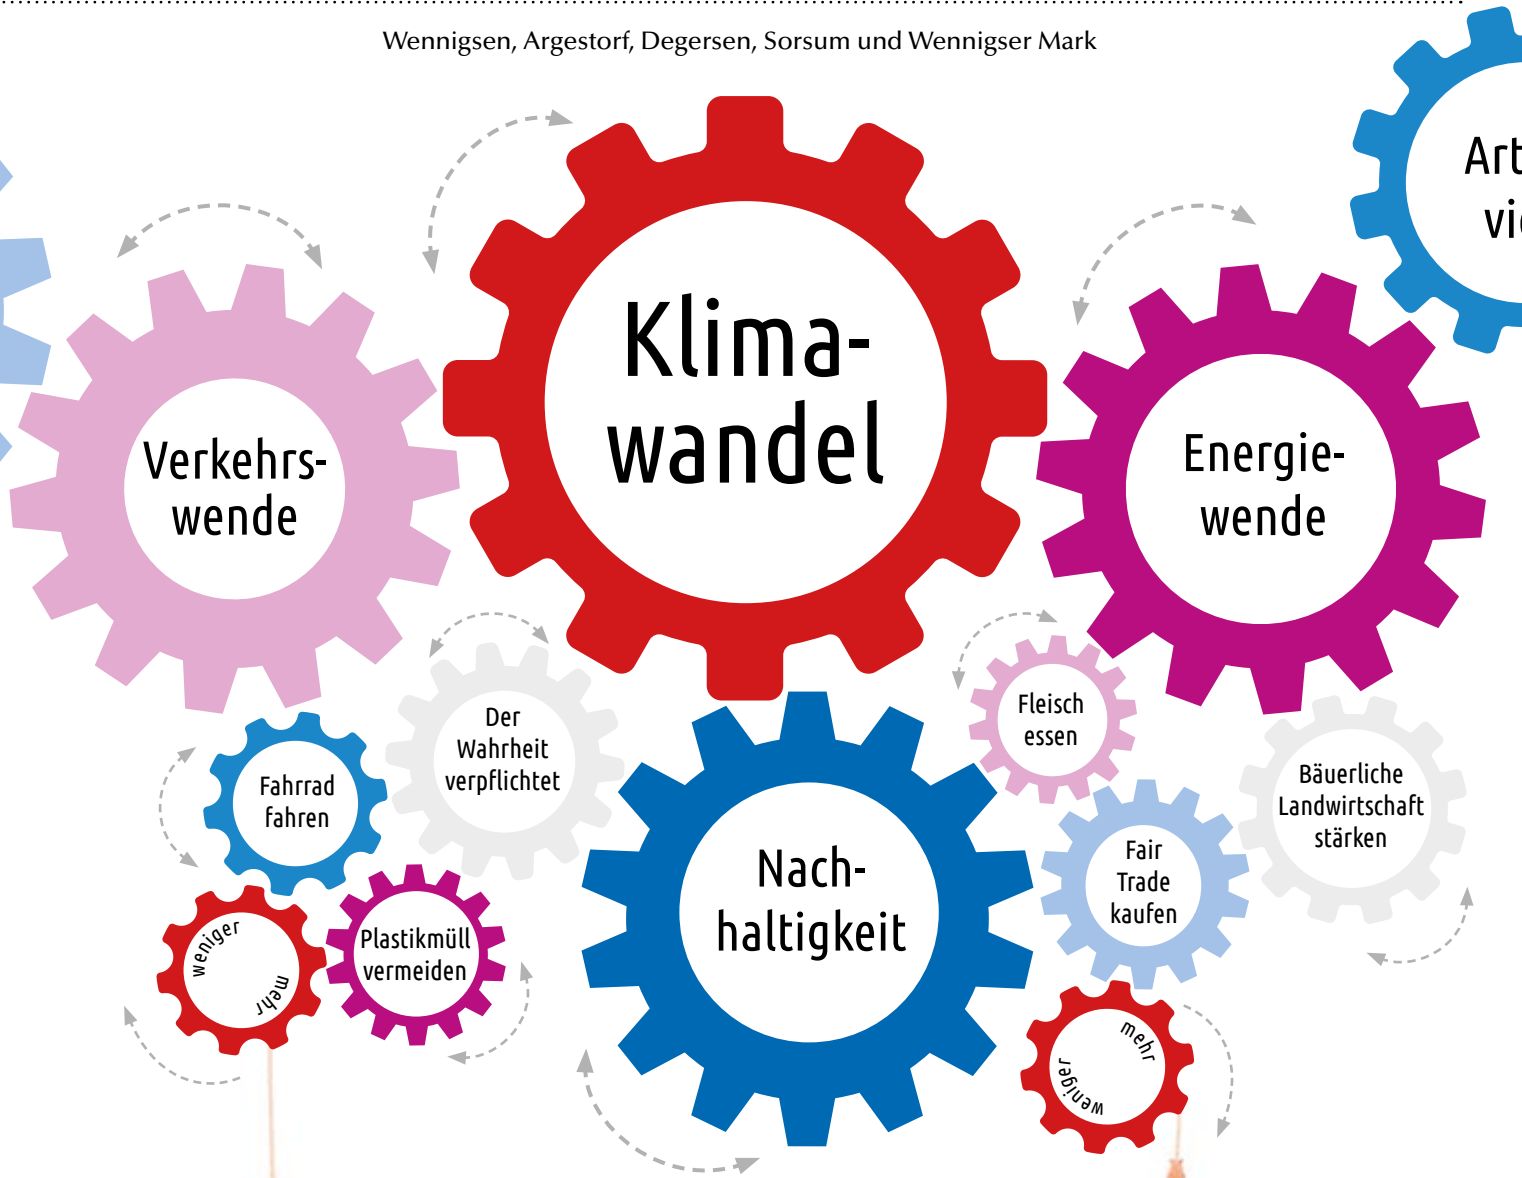 Wennigsen, Argestorf, Degersen, Sorsum und Wennigser Mark
Klima-
wandel
Verkehrs-
wende
Energie-
wende
Der
Wahrheit
verpflichtet
Fleisch
essen
Fahrrad
fahren
Bäuerliche
Landwirtschaft
stärken
Nach-
haltigkeit
Fair
Trade
kaufen
Plastikmüll
vermeiden
weniger
mehr
mehr
weniger